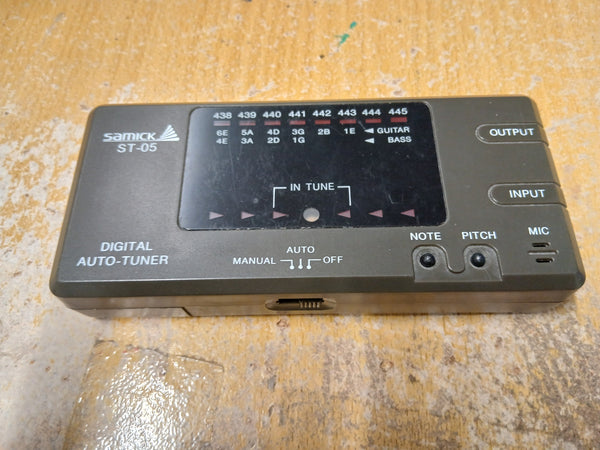 438 439 440 441 442 443 444 445
6E 5A 4D 3G 2B 1E ◄ GUITAR
4E 3A 2D 1G ◄ BASS
samick
ST-05
OUTPUT
INPUT
IN TUNE
MIC
NOTE PITCH
DIGITAL
AUTO-TUNER
AUTO
MANUAL OFF